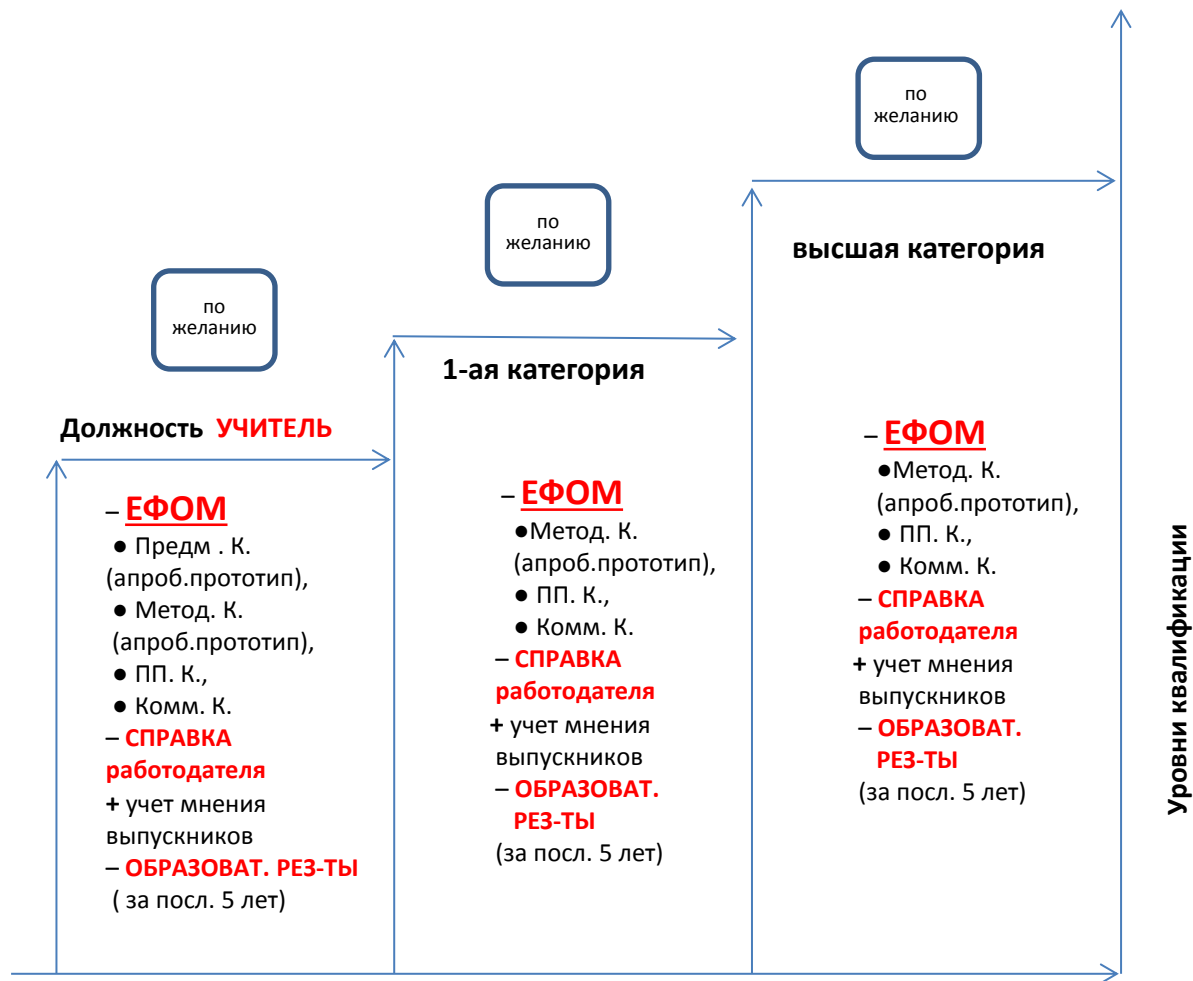 по
желанию
высшая категория
– ЕФОМ
●Метод. К.
(апроб.прототип),
● ПП. К.,
● Комм. К.
– СПРАВКА
работодателя
+ учет мнения
выпускников
– ОБРАЗОВАТ.
РЕЗ-ТЫ
(за посл. 5 лет)
по
желанию
1-ая категория
– ЕФОМ
●Метод. К.
(апроб.прототип),
● ПП. К.,
● Комм. К.
– СПРАВКА
работодателя
+ учет мнения
выпускников
– ОБРАЗОВАТ.
РЕЗ-ТЫ
(за посл. 5 лет)
по
желанию
Должность УЧИТЕЛЬ
– ЕФОМ
● Предм . К.
(апроб.прототип),
● Метод. К.
(апроб.прототип),
● ПП. К.,
● Комм. К.
– СПРАВКА
работодателя
+ учет мнения
выпускников
– ОБРАЗОВАТ. РЕЗ-ТЫ
( за посл. 5 лет)
Уровни квалификации